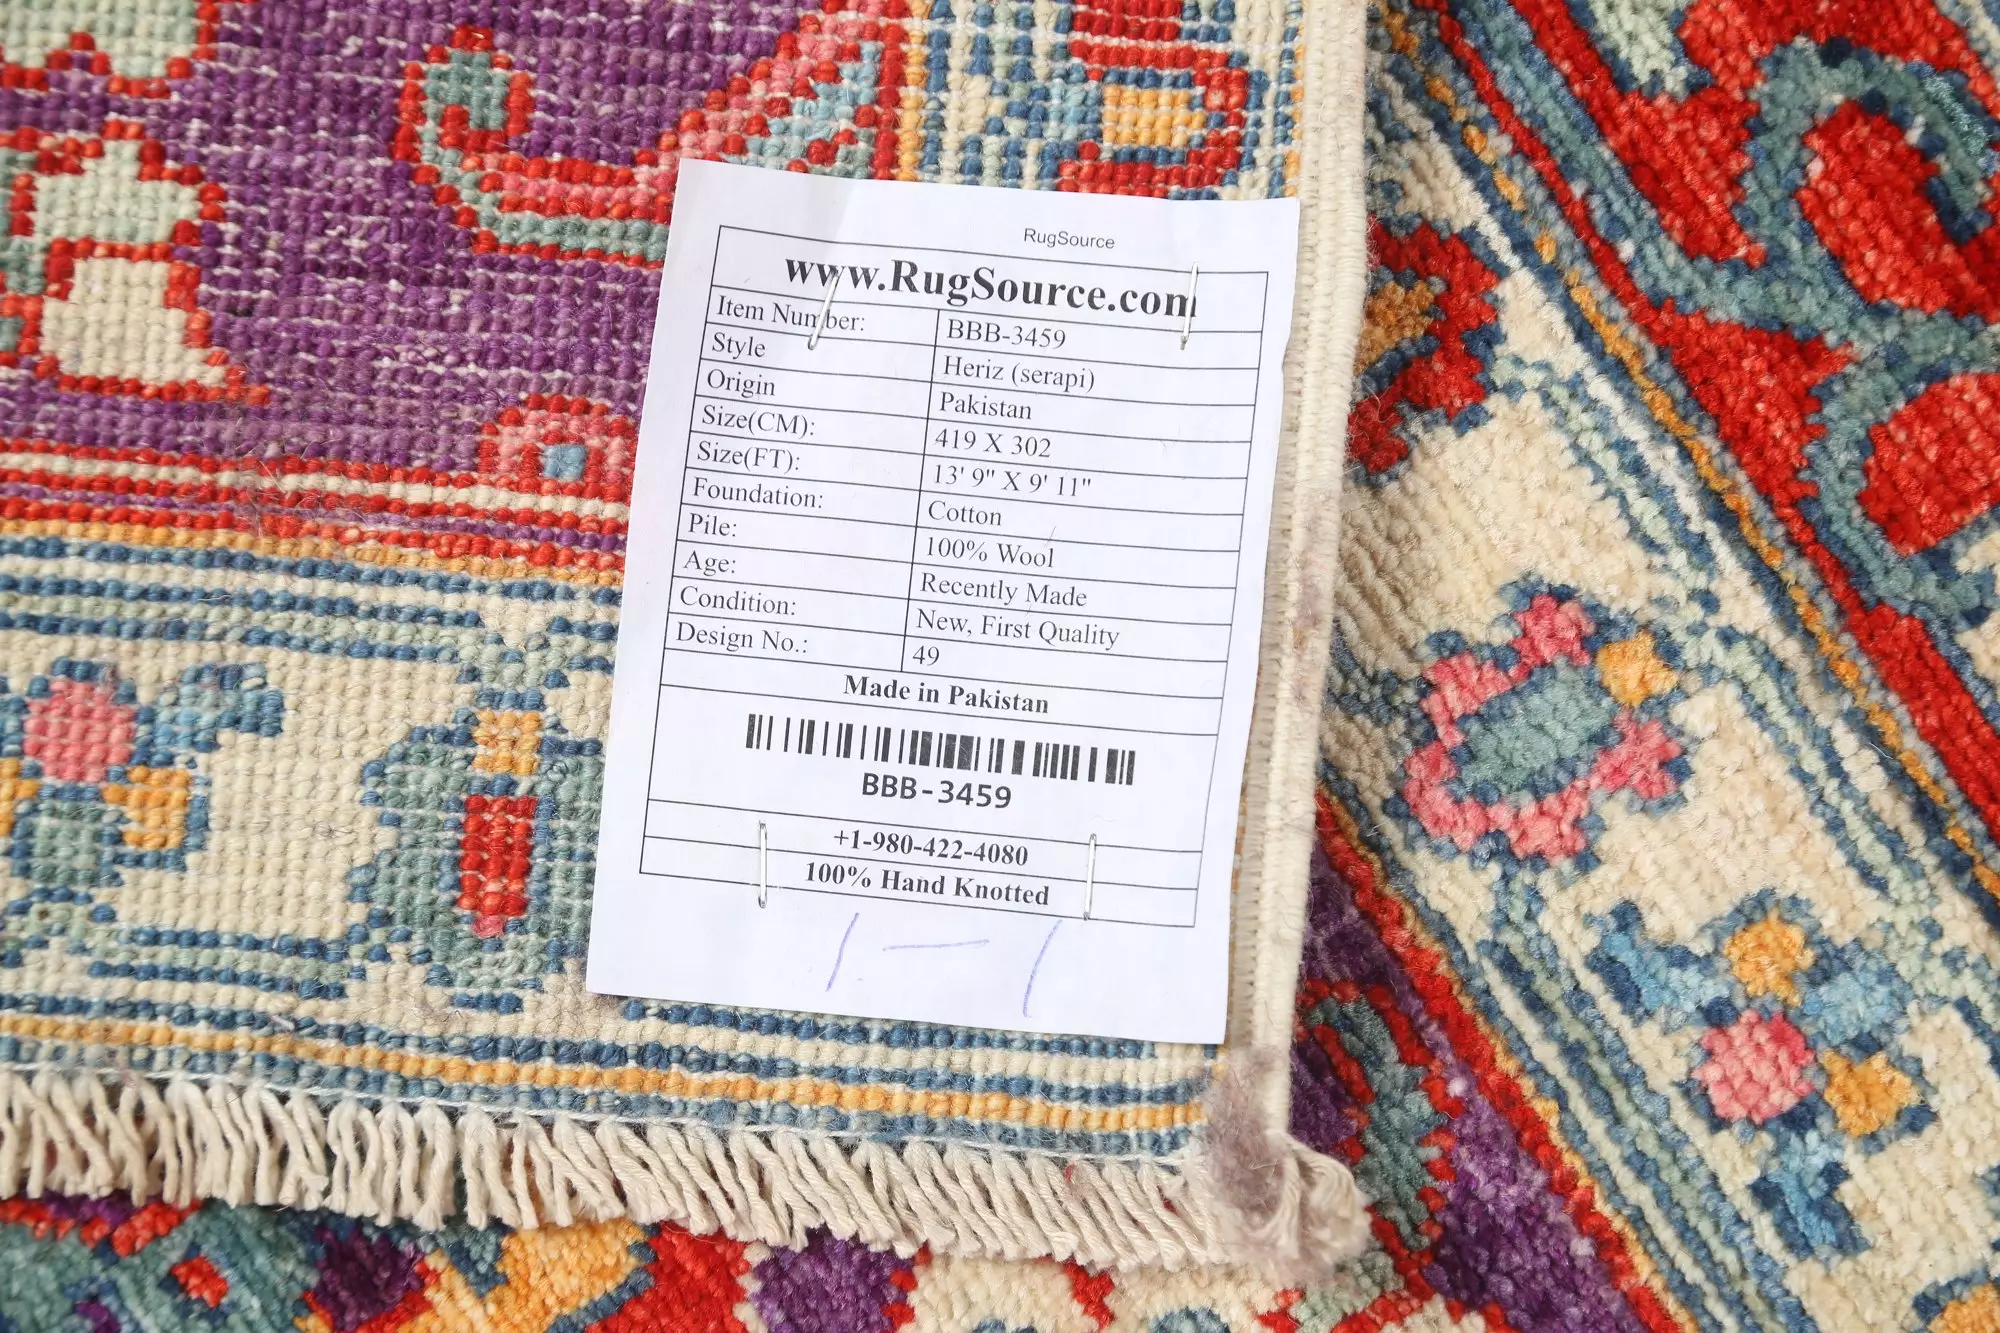 RugSource
www.RugSource.com
Item Number: BBB-3459
Style Heriz (serapi)
Origin Pakistan
Size(CM): 419 X 302
Size(FT): 13' 9" X 9' 11"
Foundation: Cotton
Pile: 100% Wool
Age: Recently Made
Condition: New, First Quality
Design No.: 49
Made in Pakistan
BBB-3459
+1-980-422-4080
100% Hand Knotted
1 - 1